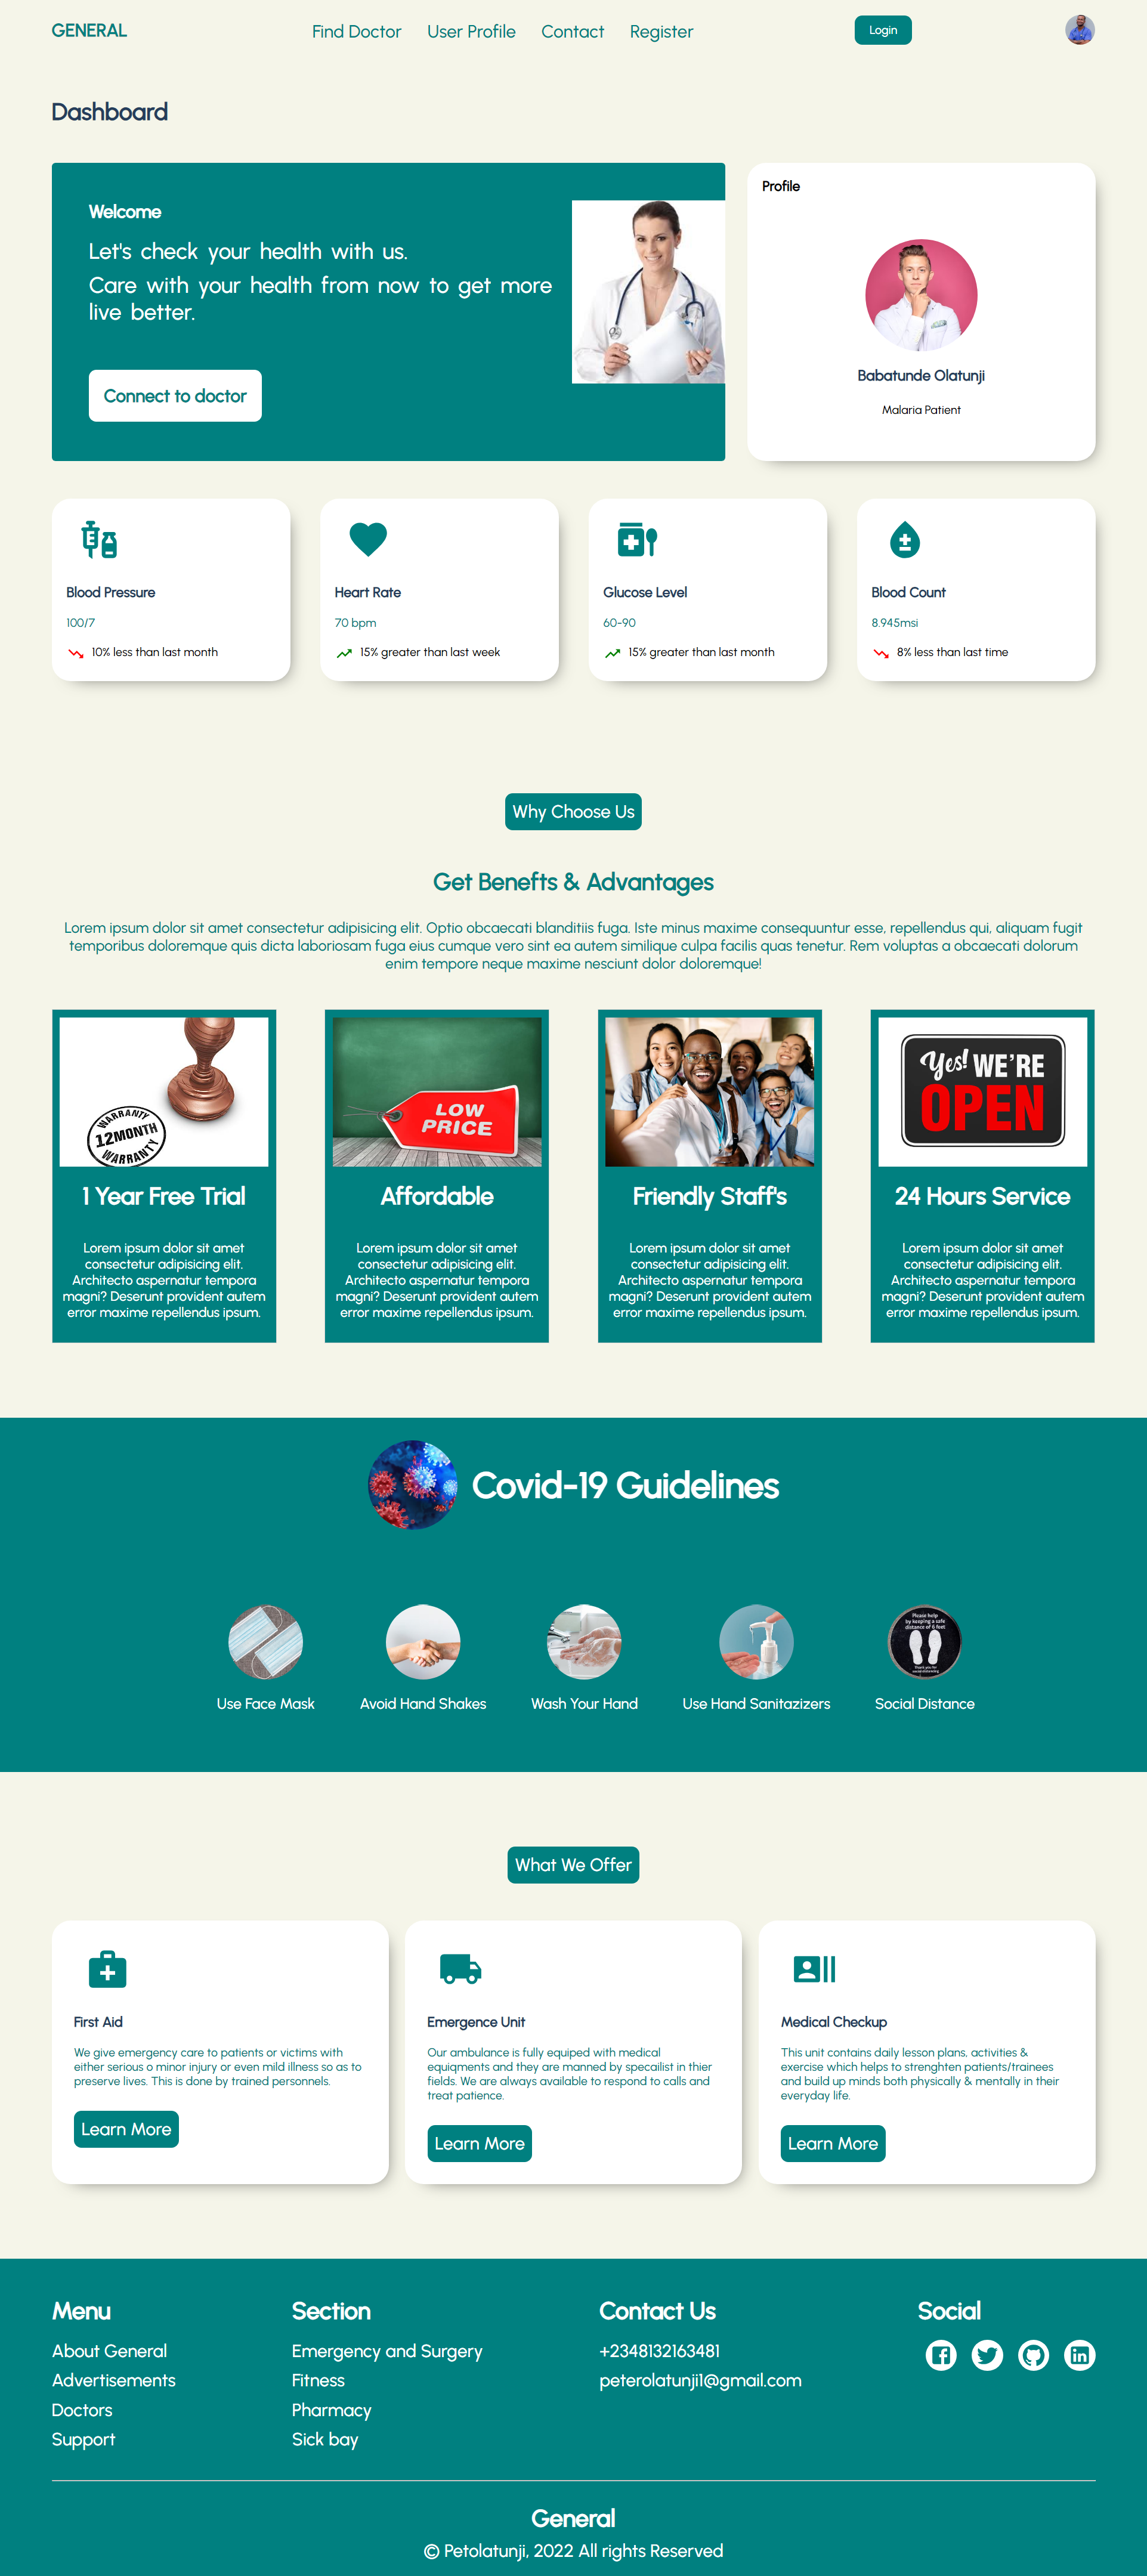 GENERAL
Find Doctor
User Profile
Contact
Register
Login
Dashboard
Welcome
Let's check your health with us.
Care with your health from now to get more
live better.
Connect to doctor
Profile
Babatunde Olatunji
Malaria Patient
Blood Pressure
100/7
10% less than last month
Heart Rate
70 bpm
15% greater than last week
Glucose Level
60-90
15% greater than last month
Blood Count
8.945msi
8% less than last time
Why Choose Us
Get Benefts & Advantages
Lorem ipsum dolor sit amet consectetur adipisicing elit. Optio obcaecati blanditiis fuga. Iste minus maxime consequuntur esse, repellendus qui, aliquam fugit
temporibus doloremque quis dicta laboriosam fuga eius cumque vero sint ea autem similique culpa facilis quas tenetur. Rem voluptas a obcaecati dolorum
enim tempore neque maxime nesciunt dolor doloremque!
WARRANTY
12MONTH
WARRANTY
1 Year Free Trial
Lorem ipsum dolor sit amet
consectetur adipisicing elit.
Architecto aspernatur tempora
magni? Deserunt provident autem
error maxime repellendus ipsum.
LOW
PRICE
Affordable
Lorem ipsum dolor sit amet
consectetur adipisicing elit.
Architecto aspernatur tempora
magni? Deserunt provident autem
error maxime repellendus ipsum.
Friendly Staff's
Lorem ipsum dolor sit amet
consectetur adipisicing elit.
Architecto aspernatur tempora
magni? Deserunt provident autem
error maxime repellendus ipsum.
Yes! WE'RE
OPEN
24 Hours Service
Lorem ipsum dolor sit amet
consectetur adipisicing elit.
Architecto aspernatur tempora
magni? Deserunt provident autem
error maxime repellendus ipsum.
Covid-19 Guidelines
Use Face Mask
Avoid Hand Shakes
Wash Your Hand
Use Hand Sanitazizers
Please help
by keeping a safe
distance of 6 feet
Thank you for
social distancing
Social Distance
What We Offer
First Aid
We give emergency care to patients or victims with
either serious o minor injury or even mild illness so as to
preserve lives. This is done by trained personnels.
Learn More
Emergence Unit
Our ambulance is fully equiped with medical
equiqments and they are manned by specailist in thier
fields. We are always available to respond to calls and
treat patience.
Learn More
Medical Checkup
This unit contains daily lesson plans, activities &
exercise which helps to strenghten patients/trainees
and build up minds both physically & mentally in their
everyday life.
Learn More
Menu
About General
Advertisements
Doctors
Support
Section
Emergency and Surgery
Fitness
Pharmacy
Sick bay
Contact Us
+2348132163481
peterolatunji1@gmail.com
Social
General
© Petolatunji, 2022 All rights Reserved